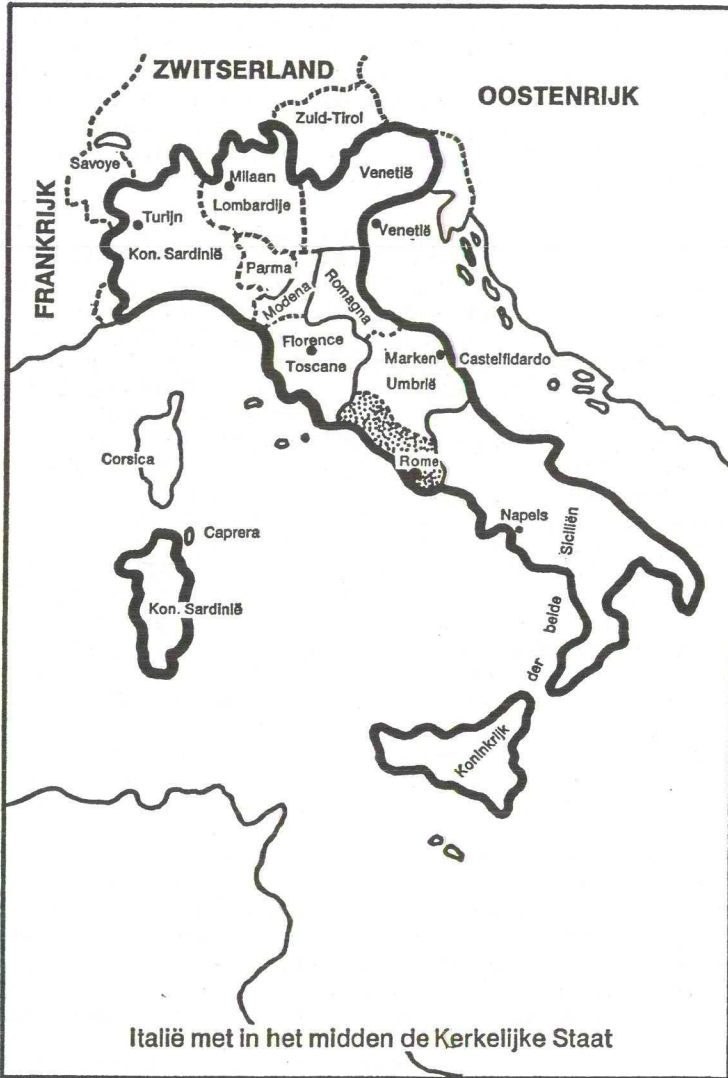 ZWITSERLAND
OOSTENRIJK
Zuid-Tirol
Savoye
Milaan
Venetië
Lombardije
FRANKRIJK
Turijn
Venetië
Kon. Sardinië
Parma
Modena
Romagna
Florence
Toscane
Marken
Castelfidardo
Umbrië
Corsica
Rome
Caprera
Napels
Kon. Sardinië
Koninkrijk
der
beide
Siciliën
Italië met in het midden de Kerkelijke Staat